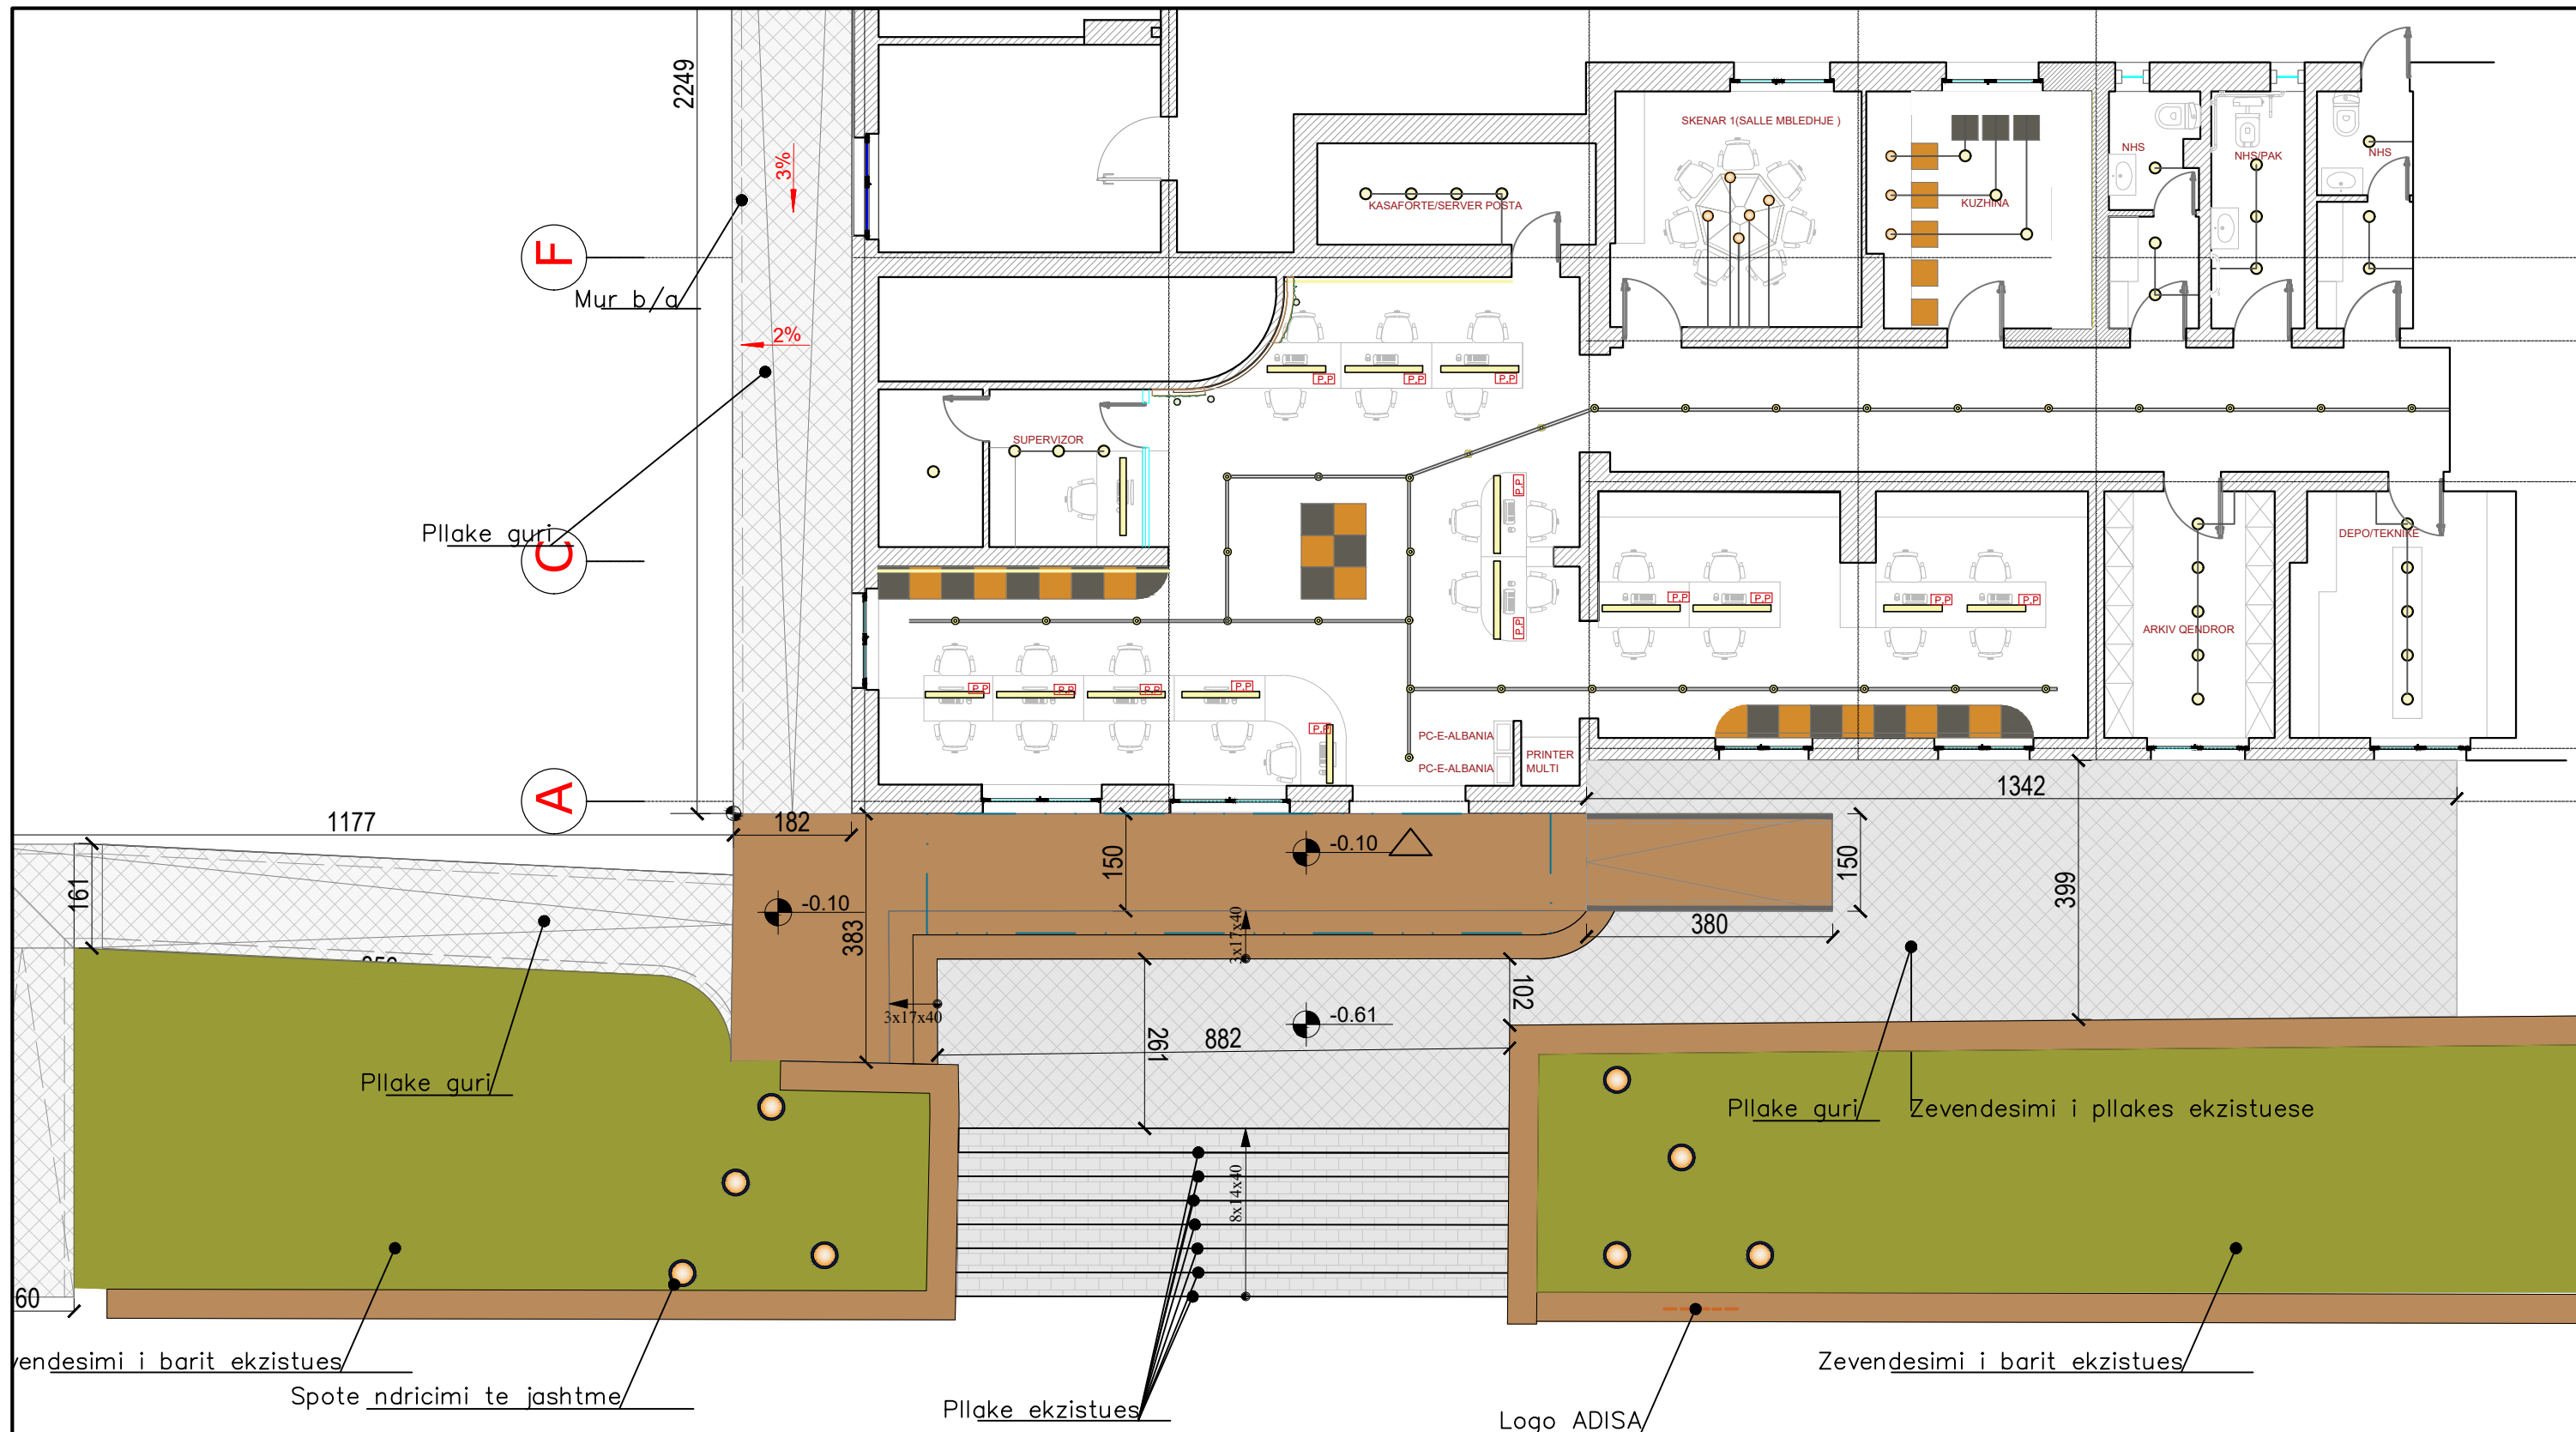 2249
3%
F
Mur b/a
2%
Pllake guri
C
A
SKENAR 1(SALLE MBLEDHJE )
KASAFORTE/SERVER POSTA
KUZHINA
NHS
NHS/PAK
NHS
P.P
P.P
P.P
SUPERVIZOR
P.P
P.P
DEPO/TEKNIKE
P.P
P.P
P.P
P.P
ARKIV QENDROR
P.P
P.P
P.P
P.P
P.P
PC-E-ALBANIA
PC-E-ALBANIA
PRINTER
MULTI
1177
182
1342
161
150
-0.10
150
399
-0.10
383
3x17x40
380
3x17x40
102
-0.61
261
882
Pllake guri
Pllake guri
Zevendesimi i pllakes ekzistuese
8x14x40
60
vendesimi i barit ekzistues
Zevendesimi i barit ekzistues
Spote ndricimi te jashtme
Pllake ekzistues
Logo ADISA